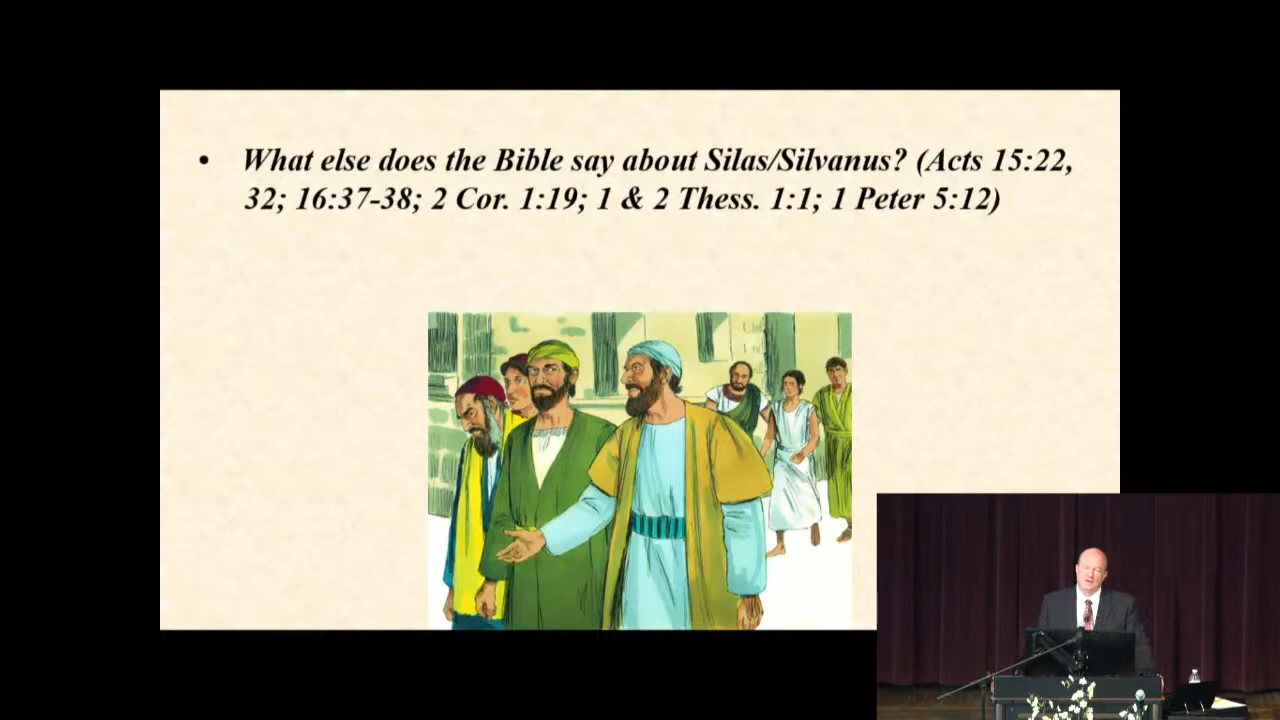 • What else does the Bible say about Silas/Silvanus? (Acts 15:22,
32; 16:37-38; 2 Cor. 1:19; 1 & 2 Thess. 1:1; 1 Peter 5:12)